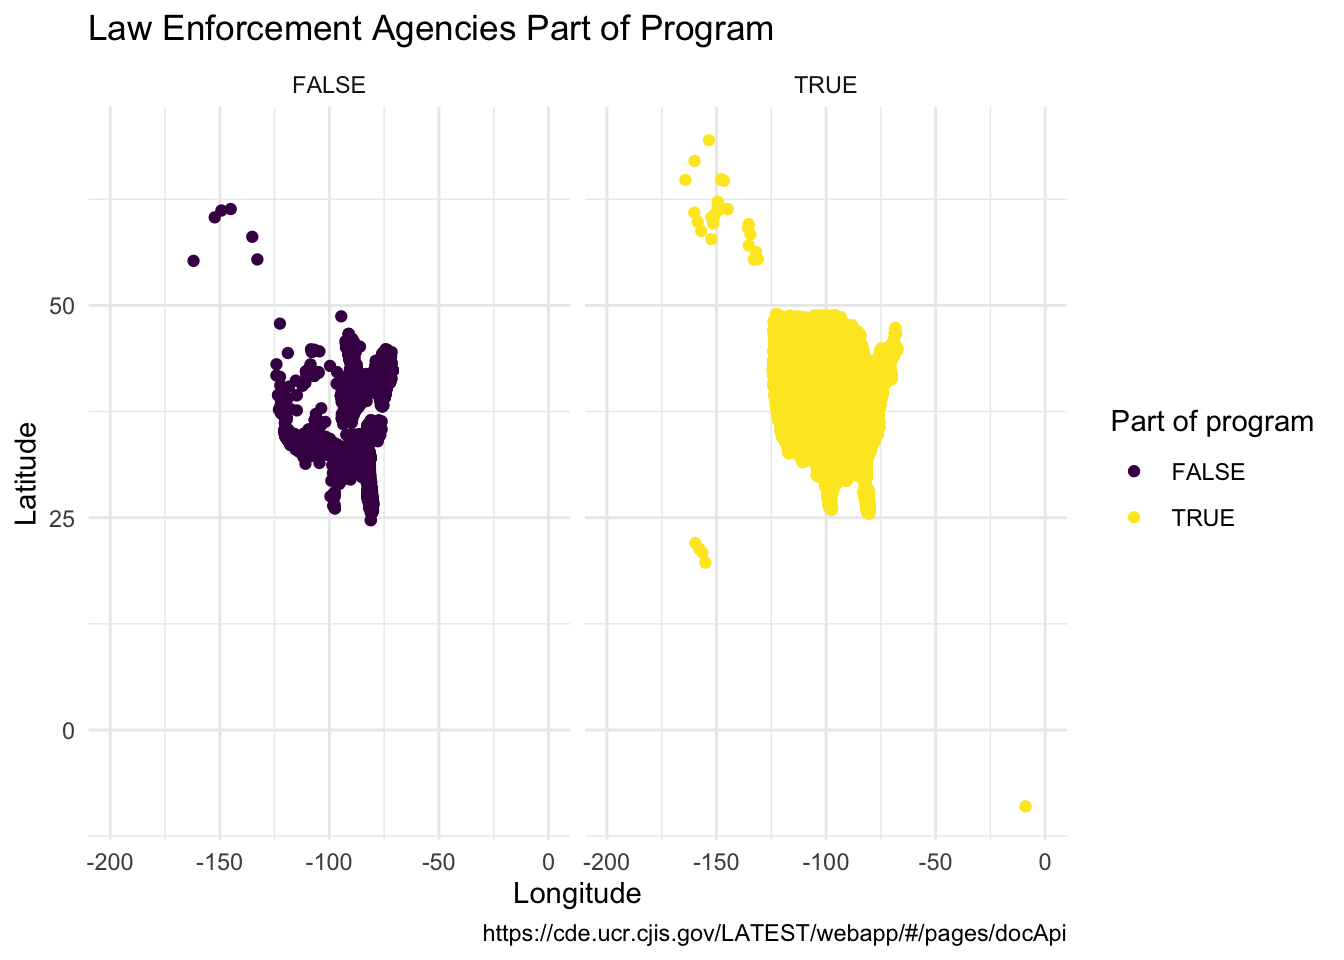 Law Enforcement Agencies Part of Program
FALSE
TRUE
50
25
0
Latitude
-200
-150
-100
-50
0
-200
-150
-100
-50
0
Longitude
Part of program
FALSE
TRUE
https://cde.ucr.cjis.gov/LATEST/webapp/#/pages/docApi